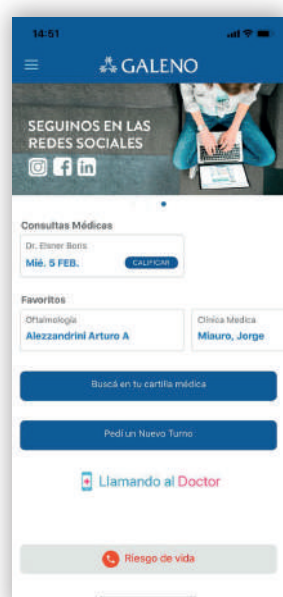 14:51
GALENO
SEGUINOS EN LAS
REDES SOCIALES
Consultas Médicas
Dr. Elsner Boris
Mié. 5 FEB.
CALIFICAR
Favoritos
Oftalmología
Alezzandrini Arturo A
Clínica Medica
Miauro, Jorge
Buscá en tu cartilla médica
Pedí un Nuevo Turno
Llamando al Doctor
Riesgo de vida